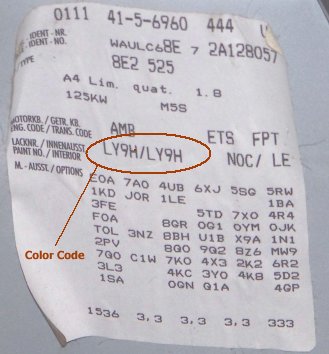 0111 41-5-6960 444
. IDENT-NR.
IDENT-NO. WAULC68E 7 2A128057
/ TYPE 8E2 525
A4 Lim. quat. 1.8
125KW M5S
MOTORKB./ GETR. KB.
ENG. CODE / TRANS. CODE AMB ETS FPT
LACKNR./ INNENAUSST.
PAINT NO./ INTERIOR LY9H/LY9H NOC/ LE
M.- AUSST. / OPTIONS
E0A 7A0 4UB 6XJ 5SG 5RW
1KD J0R 1LE 1BA
3FE 5TD 7X0 4R4
F0A 8GR 0G1 0YM 0JK
T0L 3NZ 8BH U1B X9A 1N1
2PV 8Q0 9Q2 8Z6 MW9
7G0 C1W 7K0 4X3 2K6 6R2
3L3 4KC 3Y0 4K8 5D2
1SA 0GN Q1A 4GP
1536 3,3 3,3 3,3 333
Color Code